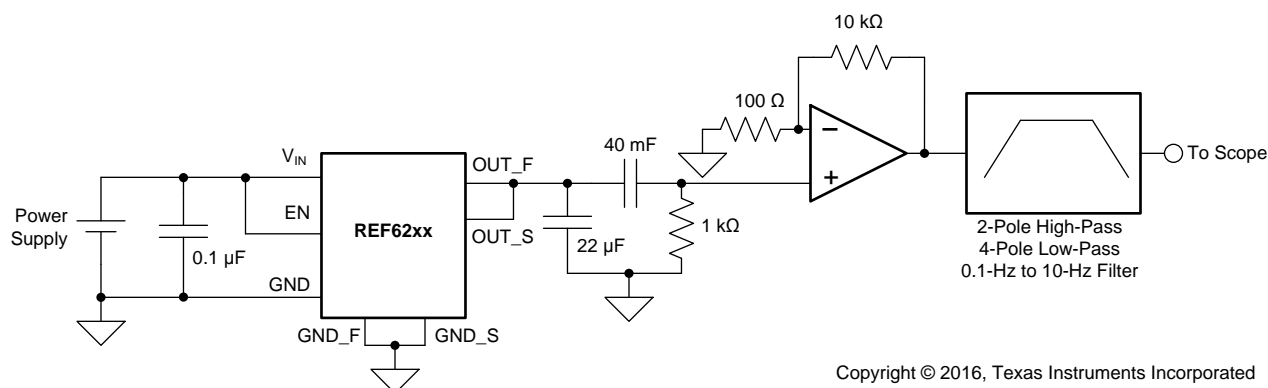 10 kΩ
100 Ω
40 mF
V_IN
OUT_F
EN
REF62xx
OUT_S
GND
GND_F
GND_S
Power
Supply
0.1 µF
22 µF
1 kΩ
−
+
To Scope
2-Pole High-Pass
4-Pole Low-Pass
0.1-Hz to 10-Hz Filter
Copyright © 2016, Texas Instruments Incorporated